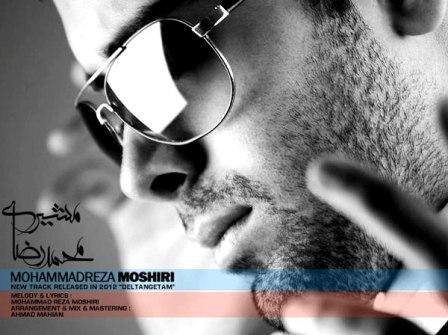 مشیری
محمدرضا
MOHAMMADREZA MOSHIRI
NEW TRACK RELEASED IN 2012 "DELTANGETAM"
MELODY & LYRICS :
MOHAMMAD REZA MOSHIRI
ARRANGEMENT & MIX & MASTERING :
AHMAD MAHIAN